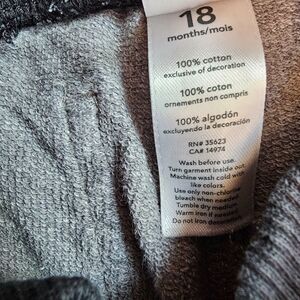 18
months/mois
100% cotton
exclusive of decoration
100% coton
ornements non compris
100% algodón
excluyendo la decoración
RN# 35623
CA# 14974
Wash before use.
Turn garment inside out.
Machine wash cold with
like colors.
Use only non-chlorine
bleach when needed.
Tumble dry medium.
Warm iron if needed.
Do not iron decoration.